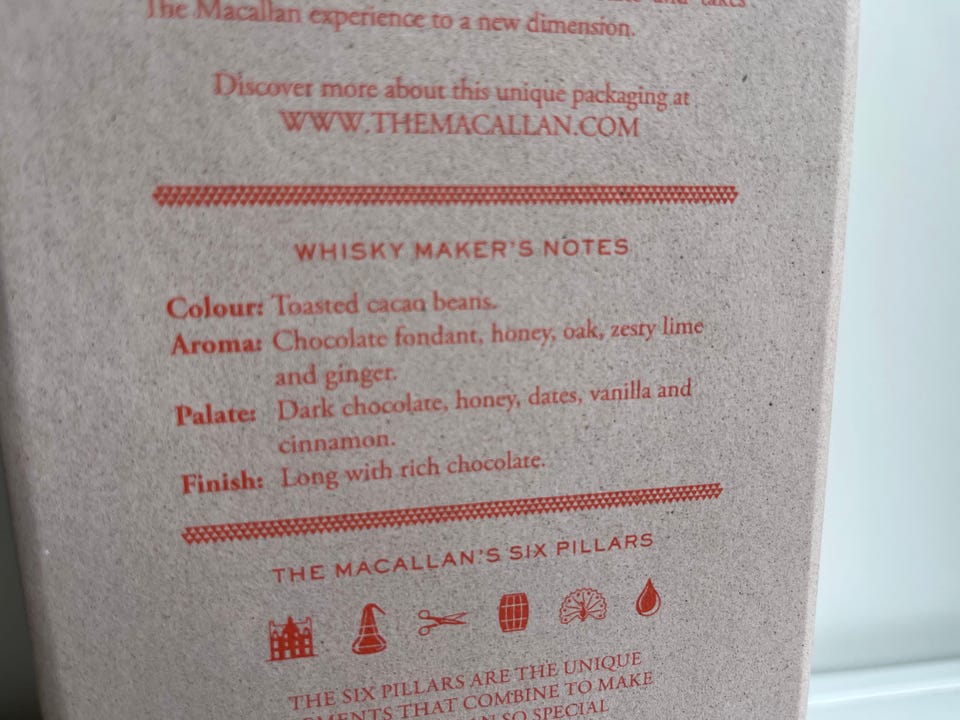 and takes
The Macallan experience to a new dimension.
Discover more about this unique packaging at
WWW.THEMACALLAN.COM
WHISKY MAKER'S NOTES
Colour: Toasted cacao beans.
Aroma: Chocolate fondant, honey, oak, zesty lime
and ginger.
Palate: Dark chocolate, honey, dates, vanilla and
cinnamon.
Finish: Long with rich chocolate.
THE MACALLAN'S SIX PILLARS
THE SIX PILLARS ARE THE UNIQUE
THAT COMBINE TO MAKE
SO SPECIAL